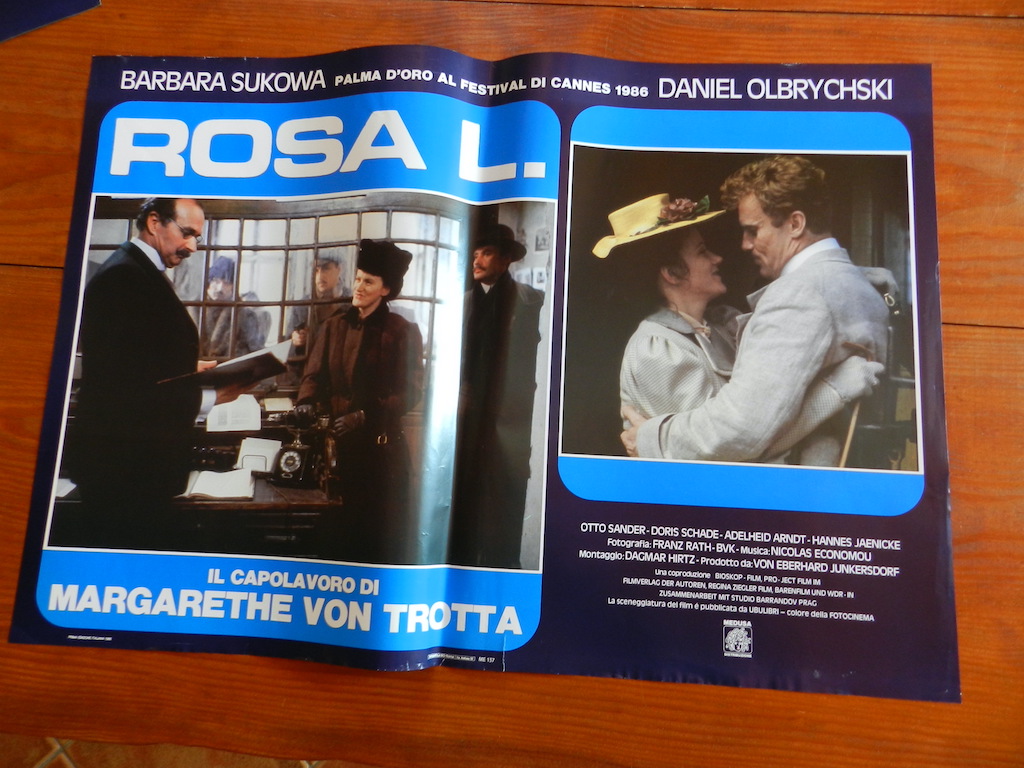 BARBARA SUKOWA PALMA D'ORO AL FESTIVAL DI CANNES 1986 DANIEL OLBRYCHSKI
ROSA L.
IL CAPOLAVORO DI
MARGARETHE VON TROTTA
OTTO SANDER - DORIS SCHADE - ADELHEID ARNDT - HANNES JAENICKE
Fotografia: FRANZ RATH - BVK - Musica: NICOLAS ECONOMOU
Montaggio: DAGMAR HIRTZ - Prodotto da: VON EBERHARD JUNKERSDORF
Una coproduzione BIOSKOP - FILM, PRO - JECT FILM IM
FILMVERLAG DER AUTOREN, REGINA ZIEGLER FILM, BARENFILM UND WDR - IN
ZUSAMMENARBEIT MIT STUDIO BARRANDOV PRAG
La sceneggiatura del film é pubblicata da UBULIBRI – colore della FOTOCINEMA
MEDUSA
DISTRIBUZIONE
ME 137